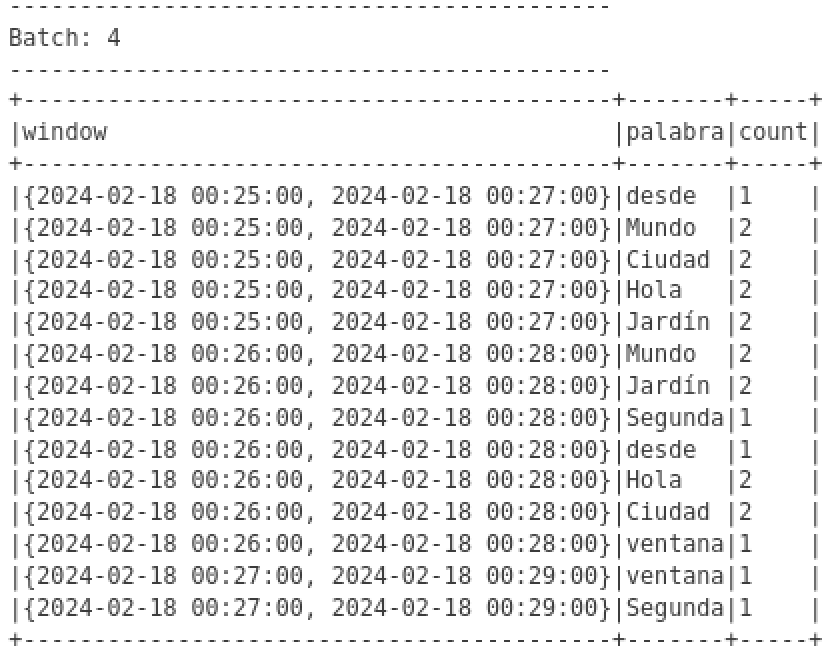 -------------------------------------------
Batch: 4
-------------------------------------------
+------------------------------------------+-------+-----+
|window                                    |palabra|count|
+------------------------------------------+-------+-----+
|{2024-02-18 00:25:00, 2024-02-18 00:27:00}|desde  |1    |
|{2024-02-18 00:25:00, 2024-02-18 00:27:00}|Mundo  |2    |
|{2024-02-18 00:25:00, 2024-02-18 00:27:00}|Ciudad |2    |
|{2024-02-18 00:25:00, 2024-02-18 00:27:00}|Hola   |2    |
|{2024-02-18 00:25:00, 2024-02-18 00:27:00}|Jardín |2    |
|{2024-02-18 00:26:00, 2024-02-18 00:28:00}|Mundo  |2    |
|{2024-02-18 00:26:00, 2024-02-18 00:28:00}|Jardín |2    |
|{2024-02-18 00:26:00, 2024-02-18 00:28:00}|Segunda|1    |
|{2024-02-18 00:26:00, 2024-02-18 00:28:00}|desde  |1    |
|{2024-02-18 00:26:00, 2024-02-18 00:28:00}|Hola   |2    |
|{2024-02-18 00:26:00, 2024-02-18 00:28:00}|Ciudad |2    |
|{2024-02-18 00:26:00, 2024-02-18 00:28:00}|ventana|1    |
|{2024-02-18 00:27:00, 2024-02-18 00:29:00}|ventana|1    |
|{2024-02-18 00:27:00, 2024-02-18 00:29:00}|Segunda|1    |
+------------------------------------------+-------+-----+